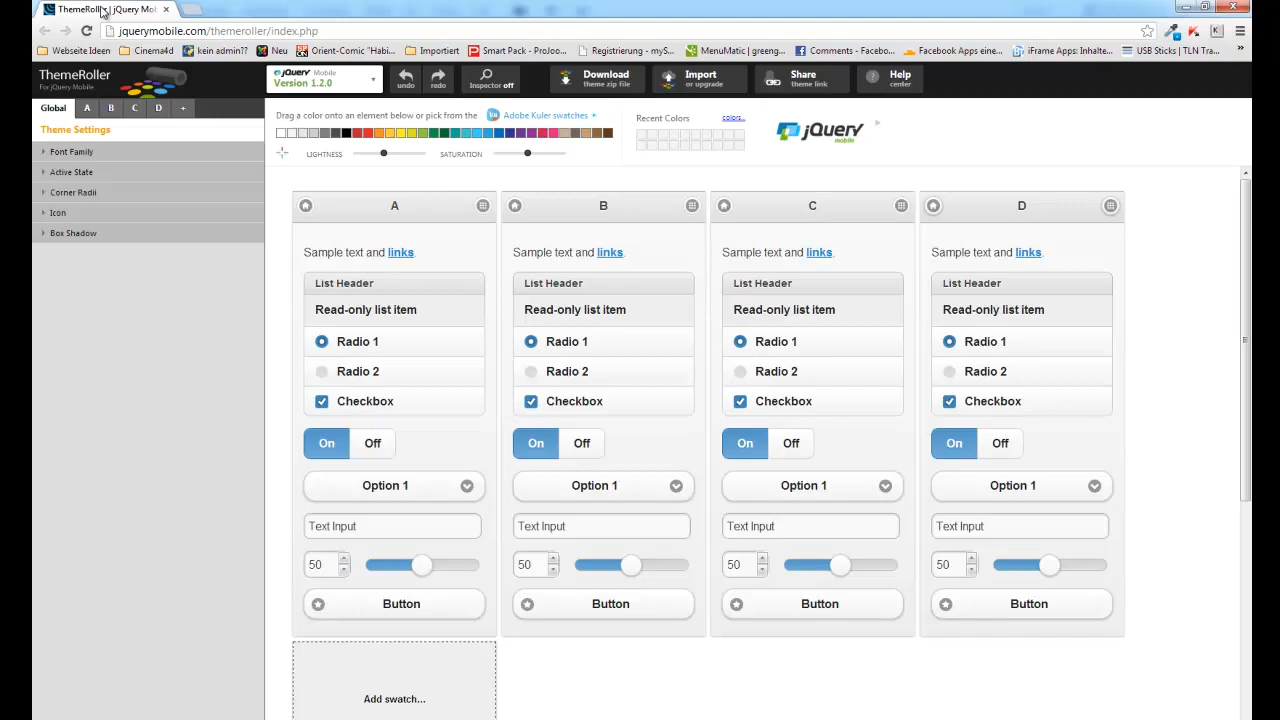 ThemeRoller | jQuery Mob
jquerymobile.com/themeroller/index.php
Webseite Ideen Cinema4d kein admin?? Neu Orient-Comic "Habi... Importiert Smart Pack - ProJoo... Registrierung - myS... MenuMatic | greeng... Comments - Facebo... Facebook Apps entw... iFrame Apps: Inhalte... USB Sticks | TLN Tra... »
ThemeRoller
For jQuery Mobile
jQuery Mobile
Version 1.2.0
undo
redo
Inspector off
Download
theme zip file
Import
or upgrade
Share
theme link
Help
center
Global A B C D +
Theme Settings
Font Family
Active State
Corner Radii
Icon
Box Shadow
Drag a color onto an element below or pick from the Adobe Kuler swatches
LIGHTNESS SATURATION
Recent Colors colors...
jQuery
mobile
A B C D
Sample text and links. Sample text and links. Sample text and links. Sample text and links.
List Header List Header List Header List Header
Read-only list item Read-only list item Read-only list item Read-only list item
Radio 1 Radio 1 Radio 1 Radio 1
Radio 2 Radio 2 Radio 2 Radio 2
Checkbox Checkbox Checkbox Checkbox
On Off On Off On Off On Off
Option 1 Option 1 Option 1 Option 1
Text Input Text Input Text Input Text Input
50 50 50 50
Button Button Button Button
Add swatch...